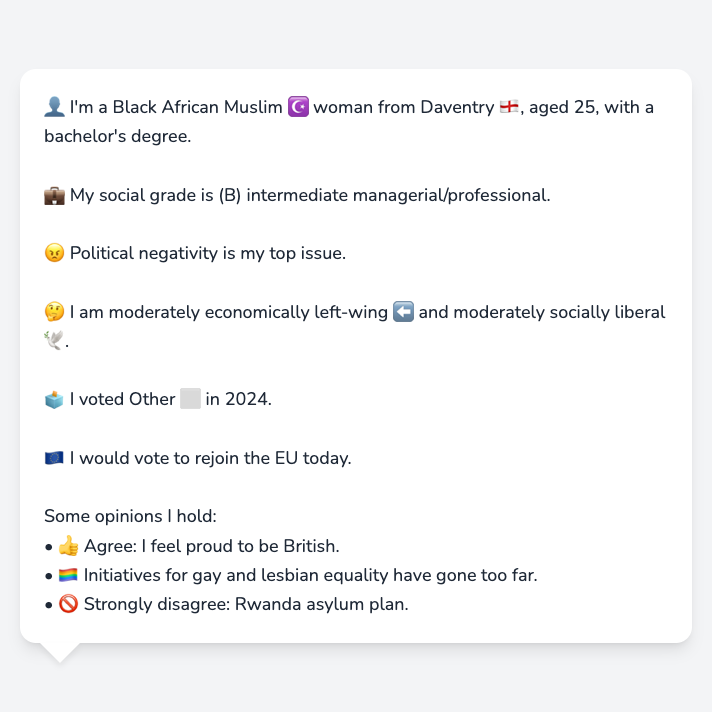 👤 I'm a Black African Muslim ☪️ woman from Daventry 🏴󠁧󠁢󠁥󠁮󠁧󠁿, aged 25, with a
bachelor's degree.
💼 My social grade is (B) intermediate managerial/professional.
😠 Political negativity is my top issue.
🤔 I am moderately economically left-wing ⬅️ and moderately socially liberal
🕊️.
🗳️ I voted Other ⬜ in 2024.
🇪🇺 I would vote to rejoin the EU today.
Some opinions I hold:
• 👍 Agree: I feel proud to be British.
• 🏳️‍🌈 Initiatives for gay and lesbian equality have gone too far.
• 🚫 Strongly disagree: Rwanda asylum plan.